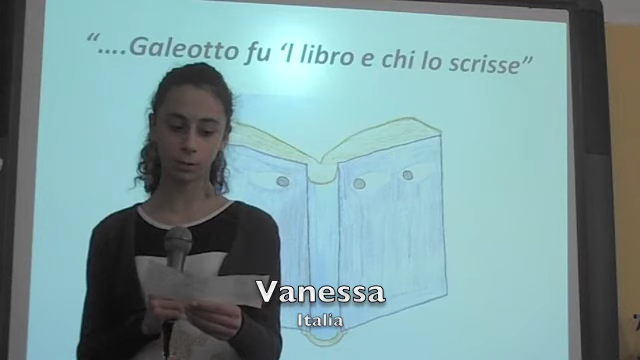 “....Galeotto fu ‘l libro e chi lo scrisse”
Vanessa
Italia